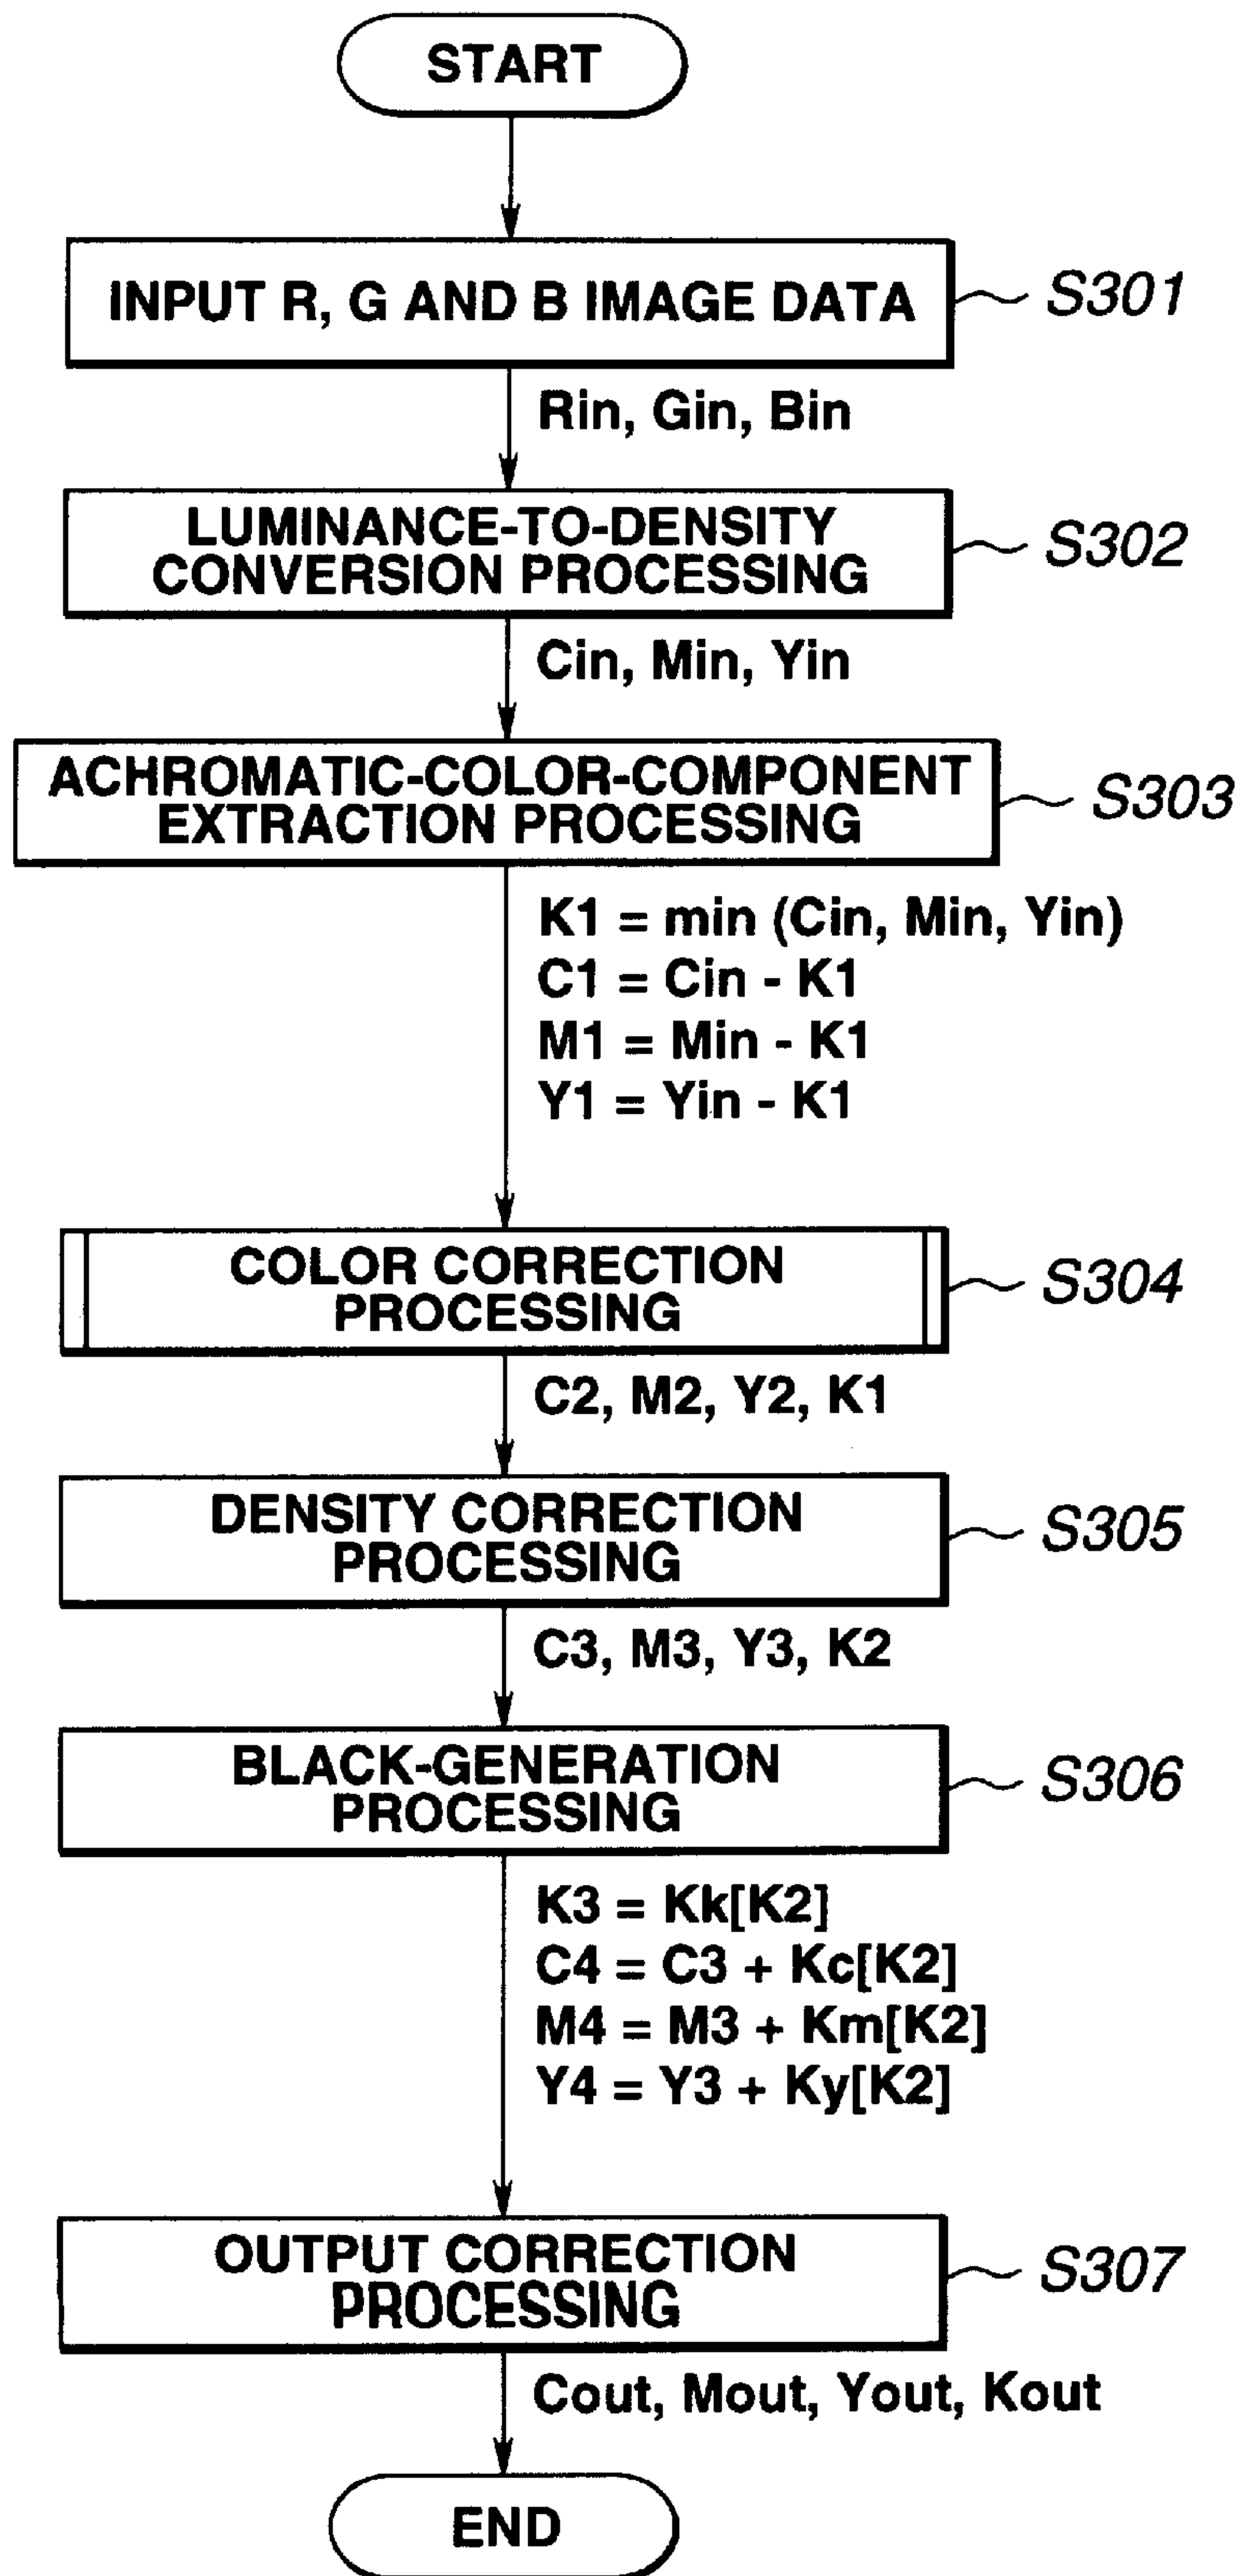 START
INPUT R, G AND B IMAGE DATA
S301
Rin, Gin, Bin
LUMINANCE-TO-DENSITY
CONVERSION PROCESSING
S302
Cin, Min, Yin
ACHROMATIC-COLOR-COMPONENT
EXTRACTION PROCESSING
S303
K1 = min (Cin, Min, Yin)
C1 = Cin - K1
M1 = Min - K1
Y1 = Yin - K1
COLOR CORRECTION
PROCESSING
S304
C2, M2, Y2, K1
DENSITY CORRECTION
PROCESSING
S305
C3, M3, Y3, K2
BLACK-GENERATION
PROCESSING
S306
K3 = Kk[K2]
C4 = C3 + Kc[K2]
M4 = M3 + Km[K2]
Y4 = Y3 + Ky[K2]
OUTPUT CORRECTION
PROCESSING
S307
Cout, Mout, Yout, Kout
END